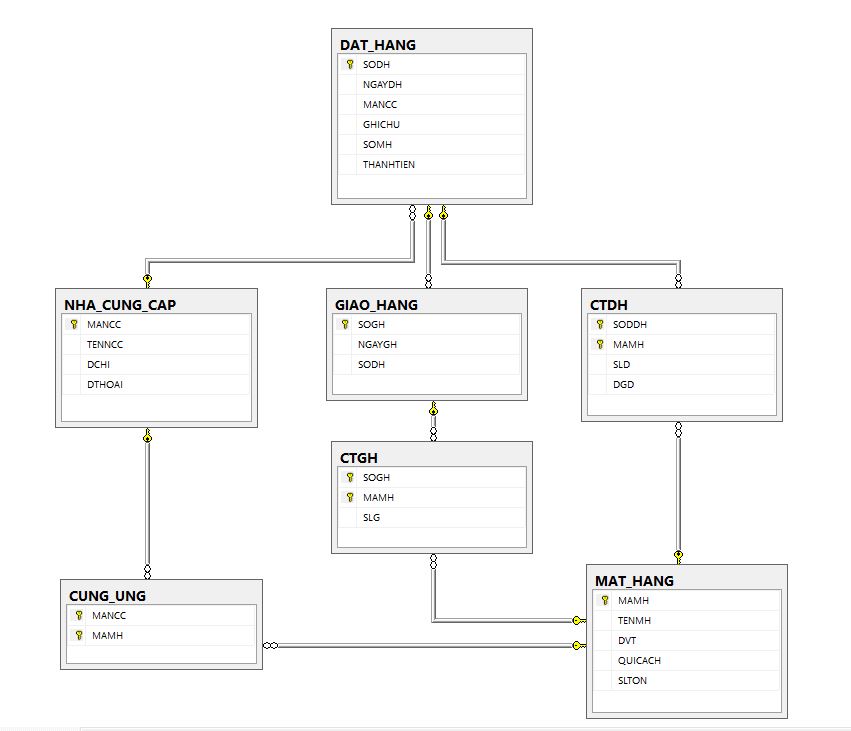 DAT_HANG
SODH
NGAYDH
MANCC
GHICHU
SOMH
THANHTIEN
NHA_CUNG_CAP
MANCC
TENNCC
DCHI
DTHOAI
GIAO_HANG
SOGH
NGAYGH
SODH
CTDH
SODDH
MAMH
SLD
DGD
CTGH
SOGH
MAMH
SLG
CUNG_UNG
MANCC
MAMH
MAT_HANG
MAMH
TENMH
DVT
QUICACH
SLTON